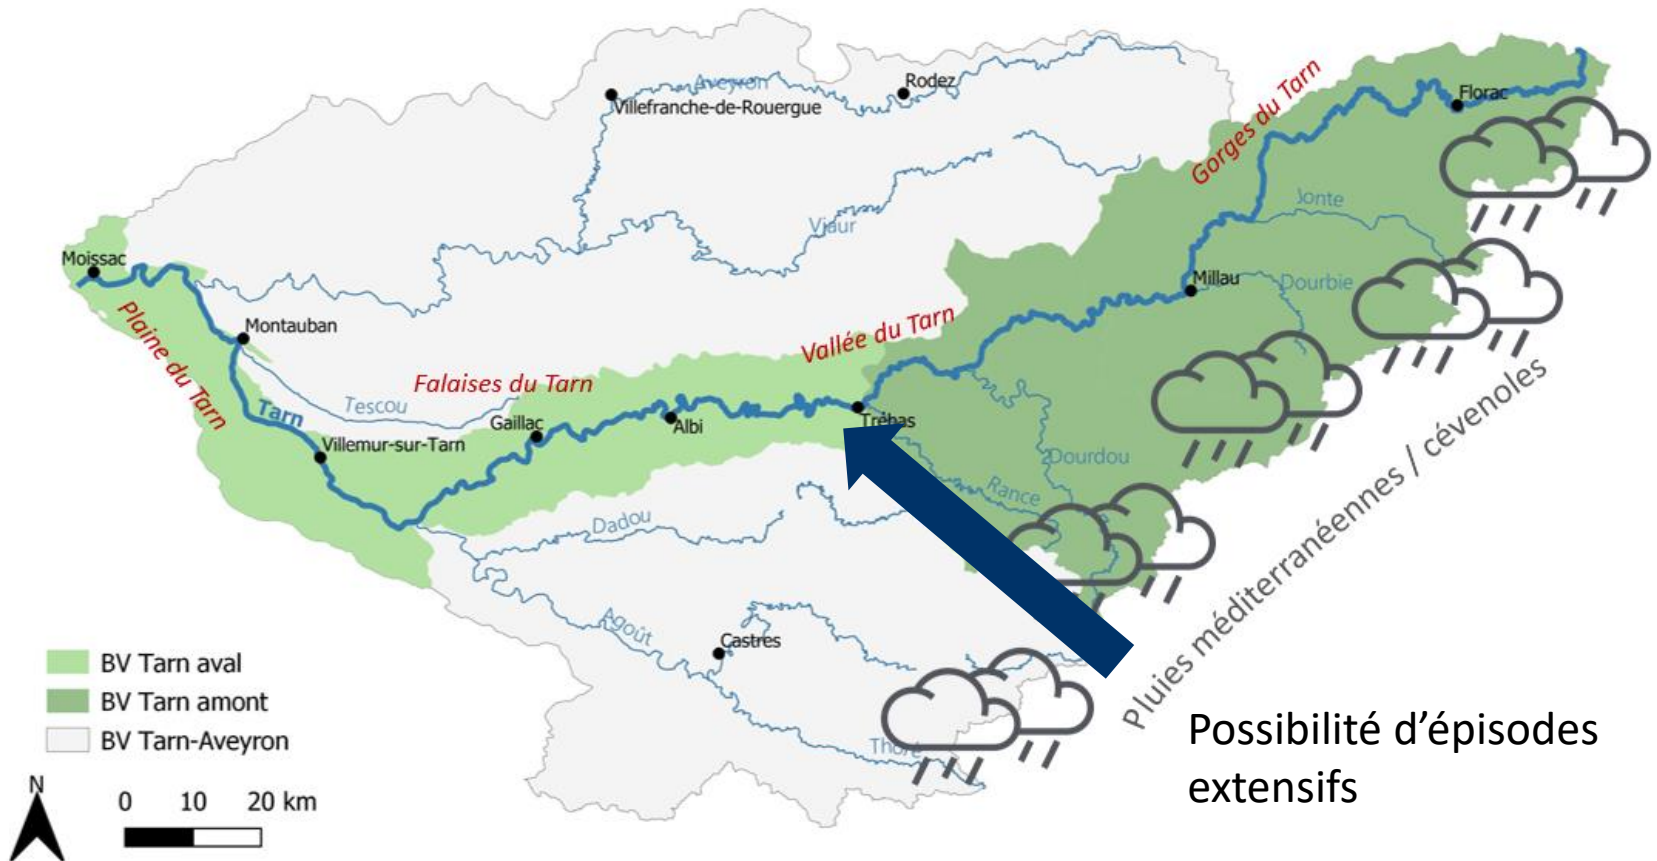 Aveyron
Villefranche-de-Rouergue
Rodez
Gorges du Tarn
Florac
Viaur
Jonte
Moissac
Millau
Dourbie
Plaine du Tarn
Montauban
Vallée du Tarn
Falaises du Tarn
Tescou
Tarn
Gaillac
Albi
Trébas
Villemur-sur-Tarn
Dourdou
Rance
Dadou
Agoût
Castres
Thoré
Pluies méditerranéennes / cévenoles
BV Tarn aval
BV Tarn amont
BV Tarn-Aveyron
Possibilité d’épisodes
extensifs
N
0 10 20 km